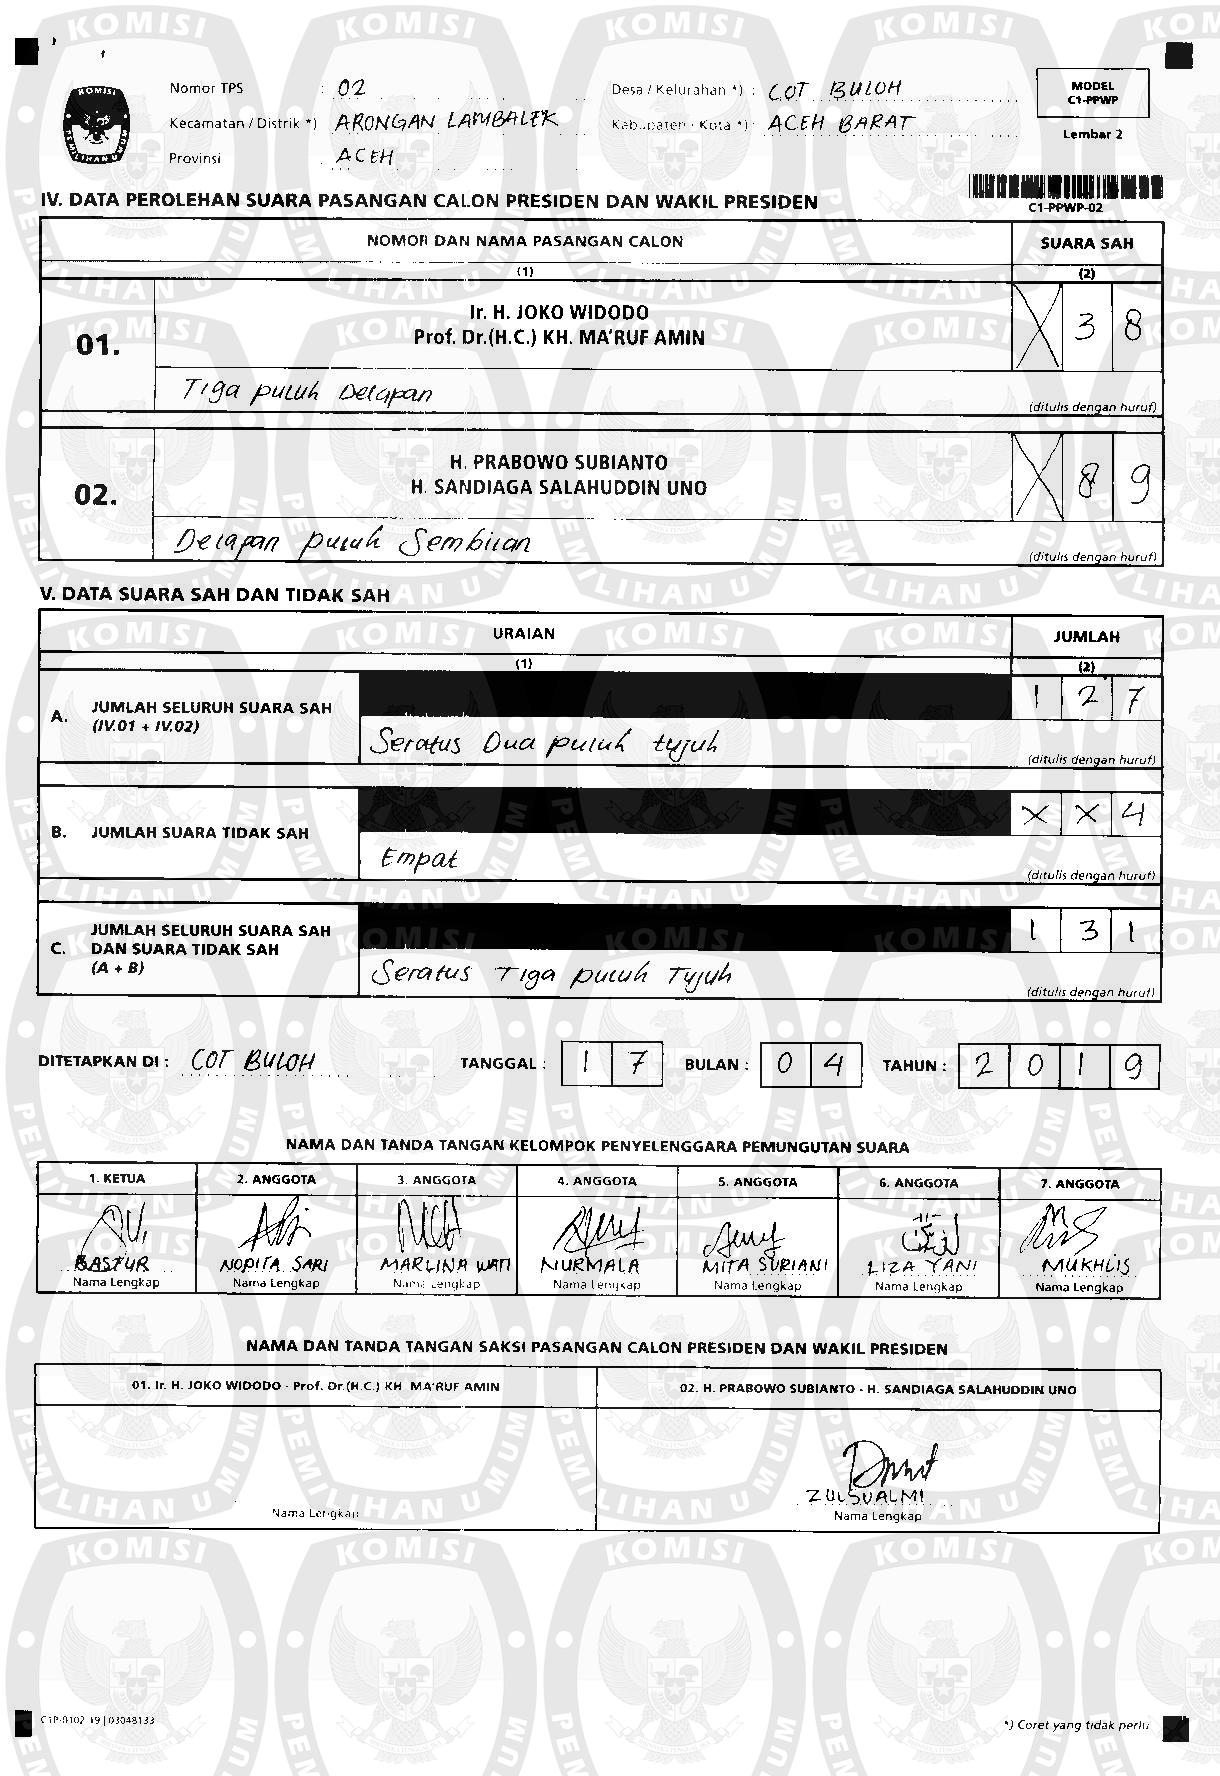 KOMISI
PEMILIHAN UMUM
Nomor TPS : 02
Kecamatan / Distrik *) ARONGAN LAMBALEK
Provinsi : ACEH
Desa / Kelurahan *) : COT BULOH
Kabupaten - Kota *) : ACEH BARAT
MODEL
C1-PPWP
Lembar 2
C1-PPWP-02
IV. DATA PEROLEHAN SUARA PASANGAN CALON PRESIDEN DAN WAKIL PRESIDEN
NOMOR DAN NAMA PASANGAN CALON SUARA SAH
(1) (2)
01. Ir. H. JOKO WIDODO
Prof. Dr.(H.C.) KH. MA'RUF AMIN X 3 8
Tiga puluh Delapan (ditulis dengan huruf)
02. H. PRABOWO SUBIANTO
H. SANDIAGA SALAHUDDIN UNO X 8 9
Delapan puluh Sembilan (ditulis dengan huruf)
V. DATA SUARA SAH DAN TIDAK SAH
URAIAN JUMLAH
(1) (2)
A. JUMLAH SELURUH SUARA SAH
(IV.01 + IV.02) 1 2 7
Seratus Dua puluh tujuh (ditulis dengan huruf)
B. JUMLAH SUARA TIDAK SAH X X 4
Empat (ditulis dengan huruf)
C. JUMLAH SELURUH SUARA SAH
DAN SUARA TIDAK SAH
(A + B) 1 3 1
Seratus Tiga puluh Tujuh (ditulis dengan huruf)
DITETAPKAN DI : COT BULOH TANGGAL : 1 7 BULAN : 0 4 TAHUN : 2 0 1 9
NAMA DAN TANDA TANGAN KELOMPOK PENYELENGGARA PEMUNGUTAN SUARA
1. KETUA 2. ANGGOTA 3. ANGGOTA 4. ANGGOTA 5. ANGGOTA 6. ANGGOTA 7. ANGGOTA
BASTUR NOPITA SARI MARLINA WATI NURMALA MITA SURIANI LIZA YANI MUKHLIS
Nama Lengkap Nama Lengkap Nama Lengkap Nama Lengkap Nama Lengkap Nama Lengkap Nama Lengkap
NAMA DAN TANDA TANGAN SAKSI PASANGAN CALON PRESIDEN DAN WAKIL PRESIDEN
01. Ir. H. JOKO WIDODO - Prof. Dr.(H.C.) KH. MA'RUF AMIN 02. H. PRABOWO SUBIANTO - H. SANDIAGA SALAHUDDIN UNO
ZULSUALMI
Nama Lengkap Nama Lengkap
C1P-0102-19 | 03048133
*) Coret yang tidak perlu